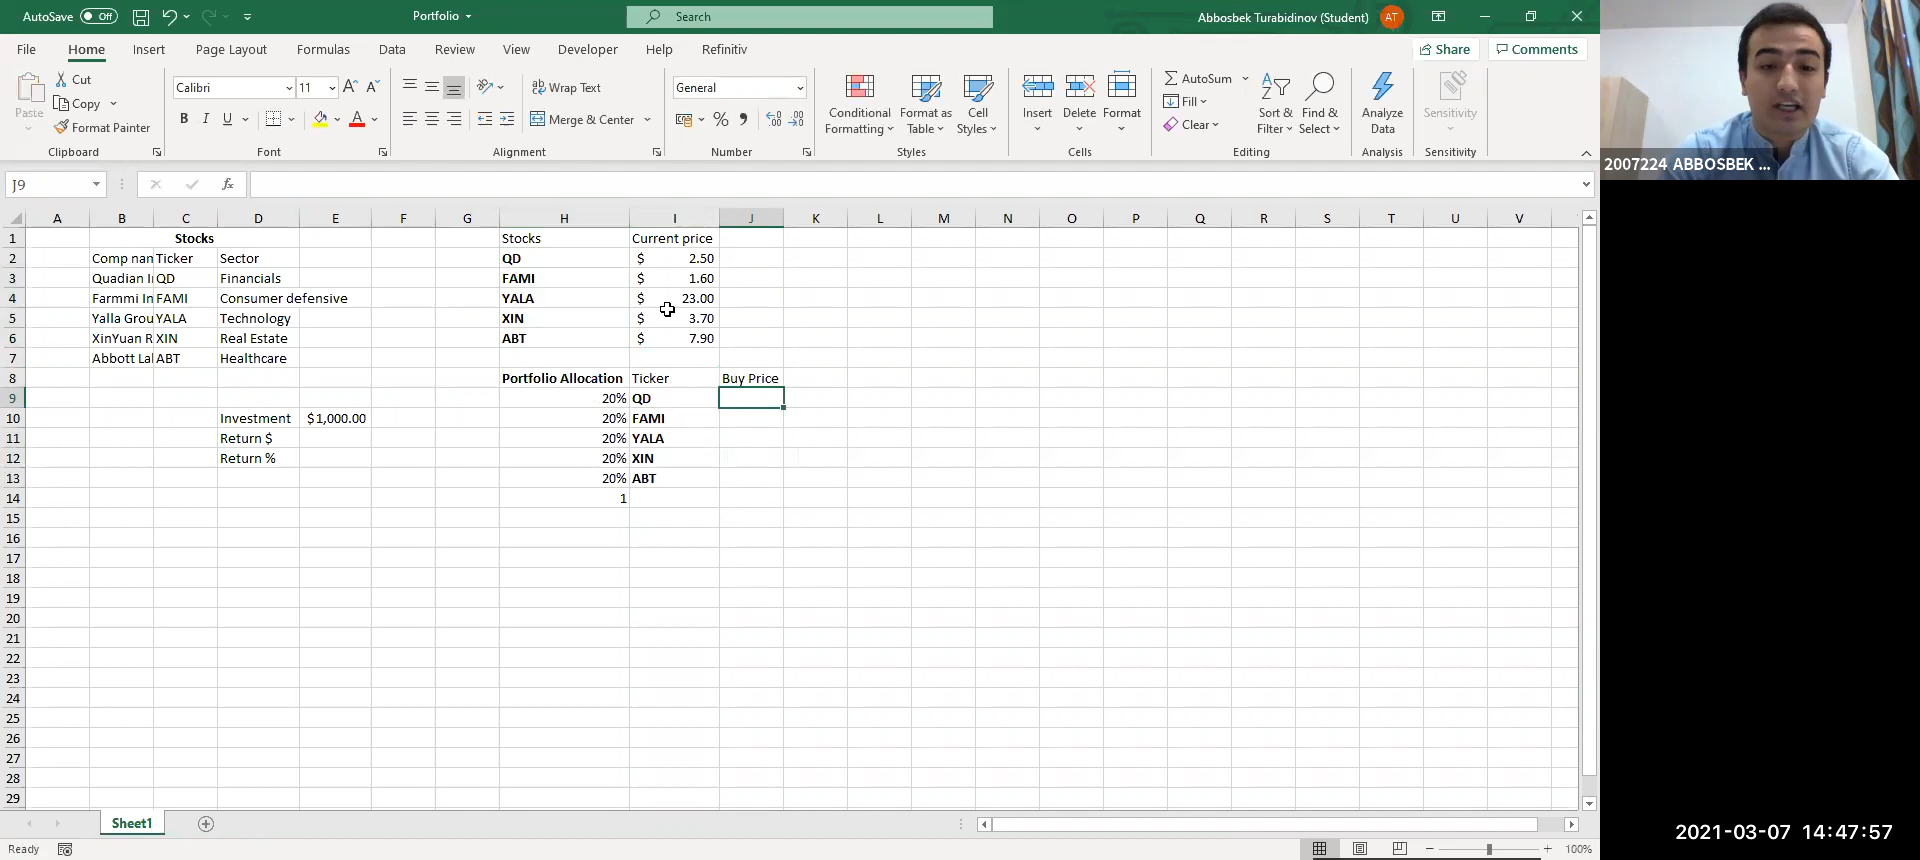 AutoSave Off Portfolio Search Abbosbek Turabidinov (Student) AT
File Home Insert Page Layout Formulas Data Review View Developer Help Refinitiv Share Comments
Paste Cut Copy Format Painter
Calibri 11 B I U A A A
Wrap Text Merge & Center
General $ % 9
Conditional Formatting Format as Table Cell Styles
Insert Delete Format
AutoSum Fill Clear Sort & Filter Find & Select
Analyze Data Sensitivity
Clipboard Font Alignment Number Styles Cells Editing Analysis Sensitivity
2007224 ABBOSBEK ...
J9 fx
A B C D E F G H I J K L M N O P Q R S T U V
1 Stocks Stocks Current price
2 Comp nan Ticker Sector QD $ 2.50
3 Quadian I QD Financials FAMI $ 1.60
4 Farmmi In FAMI Consumer defensive YALA $ 23.00
5 Yalla Grou YALA Technology XIN $ 3.70
6 XinYuan R XIN Real Estate ABT $ 7.90
7 Abbott Lal ABT Healthcare
8 Portfolio Allocation Ticker Buy Price
9 20% QD
10 Investment $1,000.00 20% FAMI
11 Return $ 20% YALA
12 Return % 20% XIN
13 20% ABT
14 1
15
16
17
18
19
20
21
22
23
24
25
26
27
28
29
Sheet1
Ready 100%
2021-03-07 14:47:57